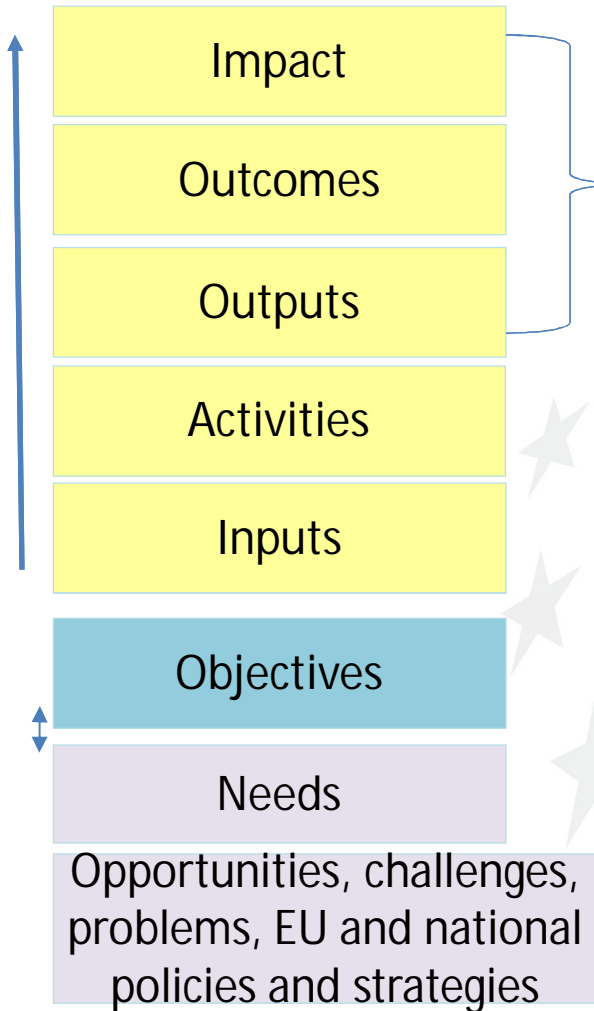 Impact
Outcomes
Outputs
Activities
Inputs
Objectives
Needs
Opportunities, challenges,
problems, EU and national
policies and strategies